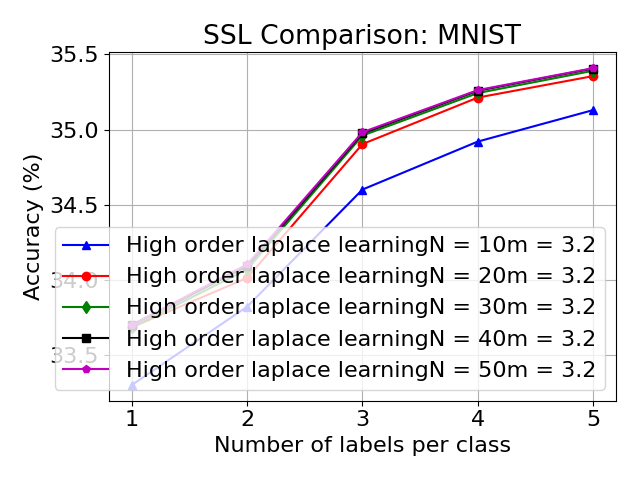 SSL Comparison: MNIST
Accuracy (%)
35.5
35.0
34.5
34.0
33.5
High order laplace learningN = 10m = 3.2
High order laplace learningN = 20m = 3.2
High order laplace learningN = 30m = 3.2
High order laplace learningN = 40m = 3.2
High order laplace learningN = 50m = 3.2
1 2 3 4 5
Number of labels per class